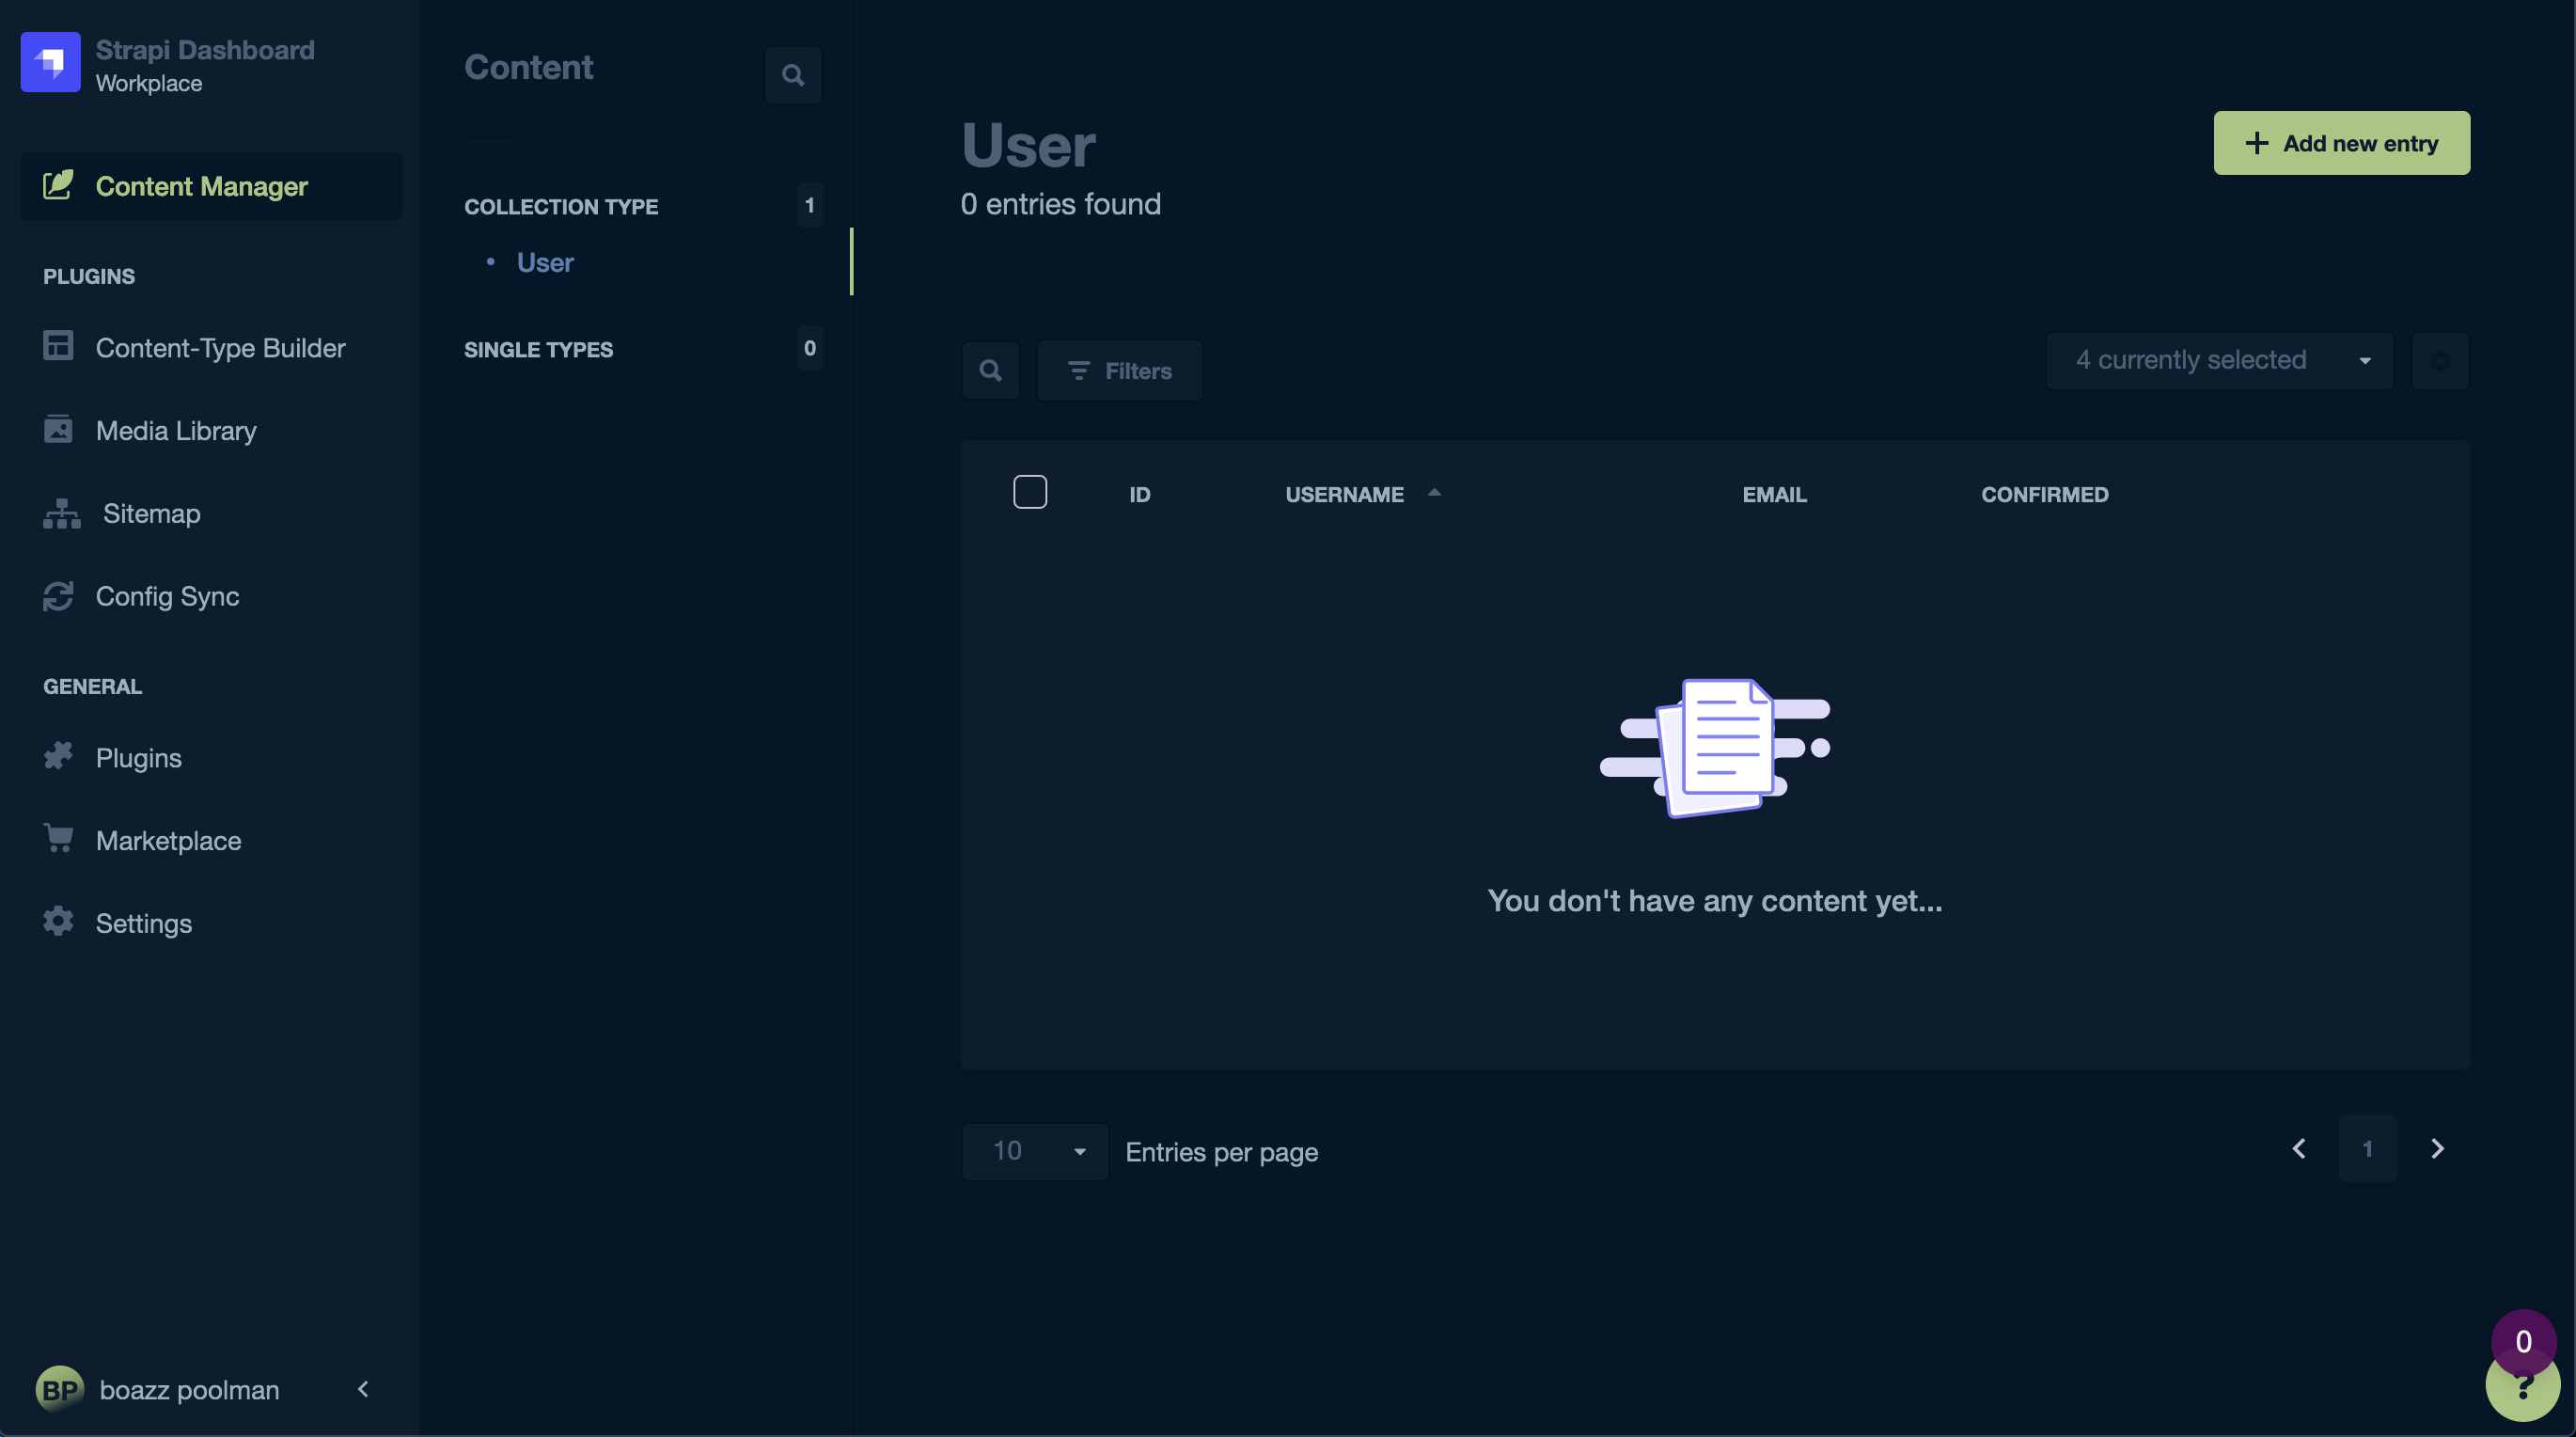 Strapi Dashboard
Workplace
Content Manager
PLUGINS
Content-Type Builder
Media Library
Sitemap
Config Sync
GENERAL
Plugins
Marketplace
Settings
BP boazz poolman
Content
COLLECTION TYPE 1
User
SINGLE TYPES 0
User
0 entries found
Add new entry
Filters
4 currently selected
ID USERNAME EMAIL CONFIRMED
You don't have any content yet...
10 Entries per page
1
0
?